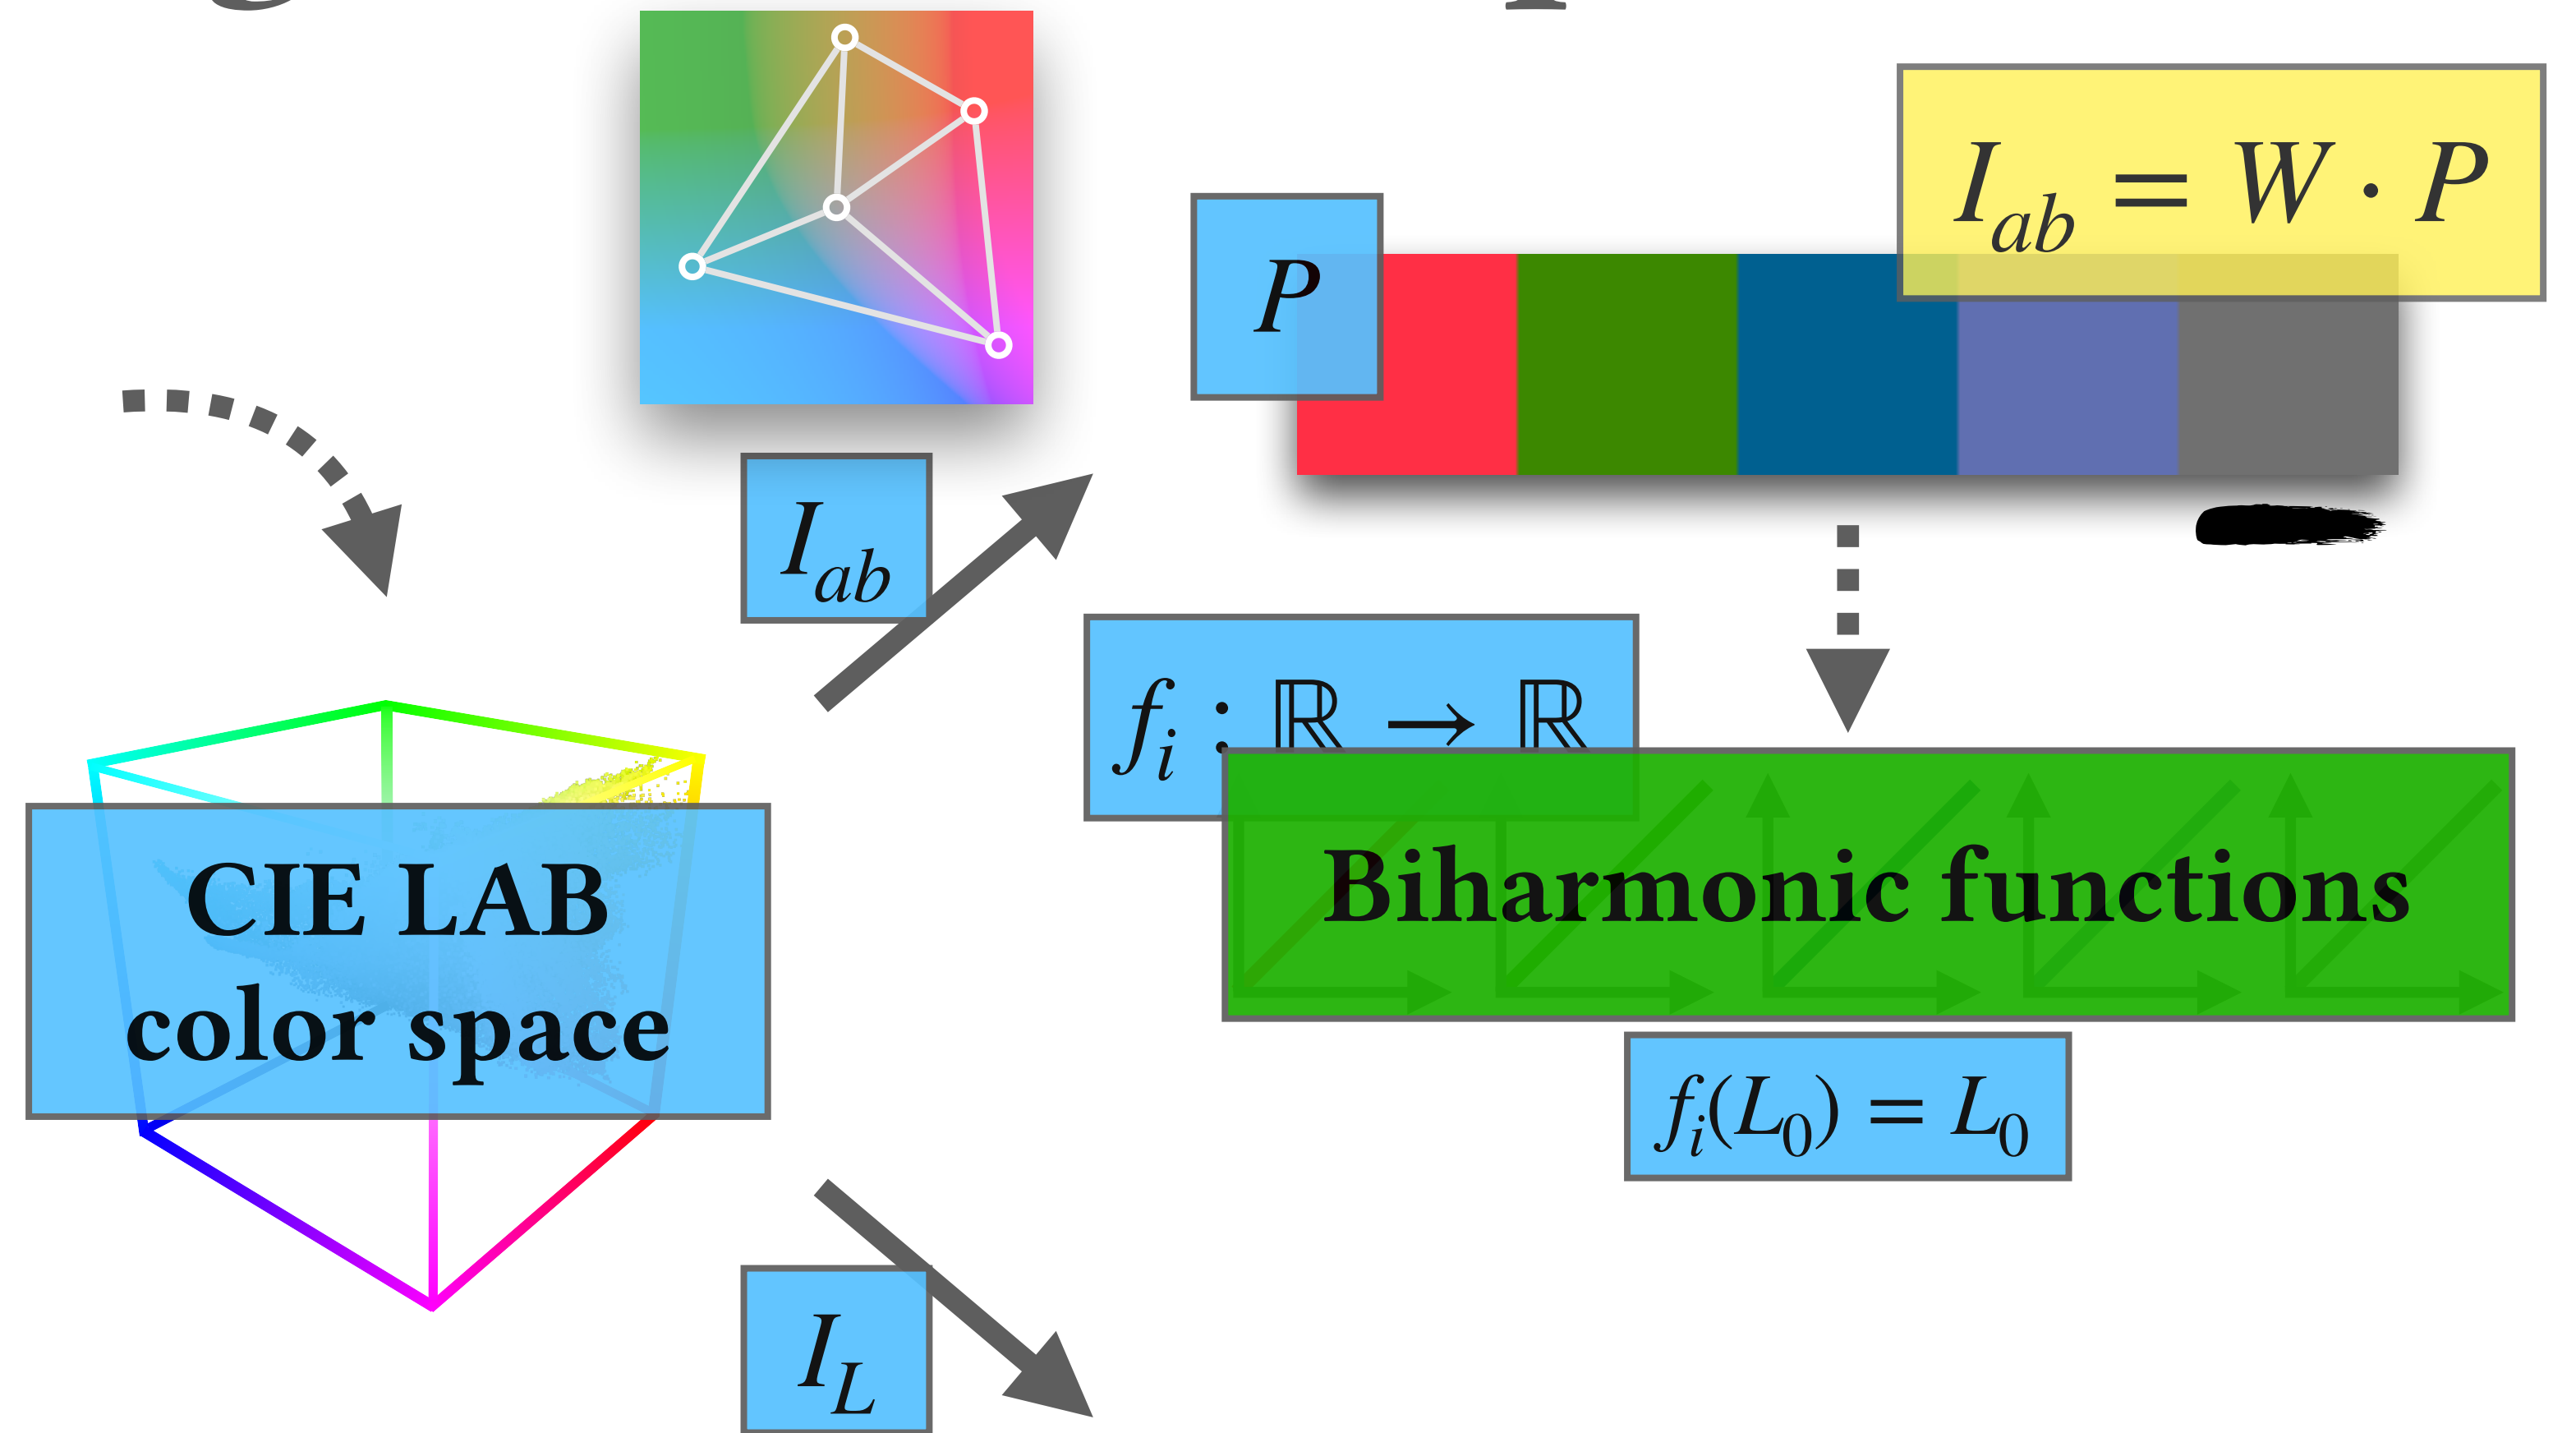 I_ab = W · P
P
I_ab
f_i : ℝ → ℝ
Biharmonic functions
CIE LAB
color space
f_i(L_0) = L_0
I_L